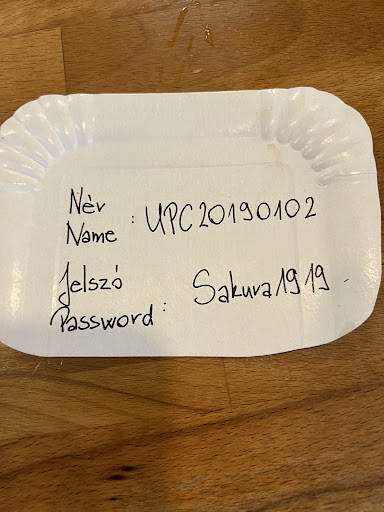 Név
Name : UPC20190102
Jelszó
Password : Sakura1919